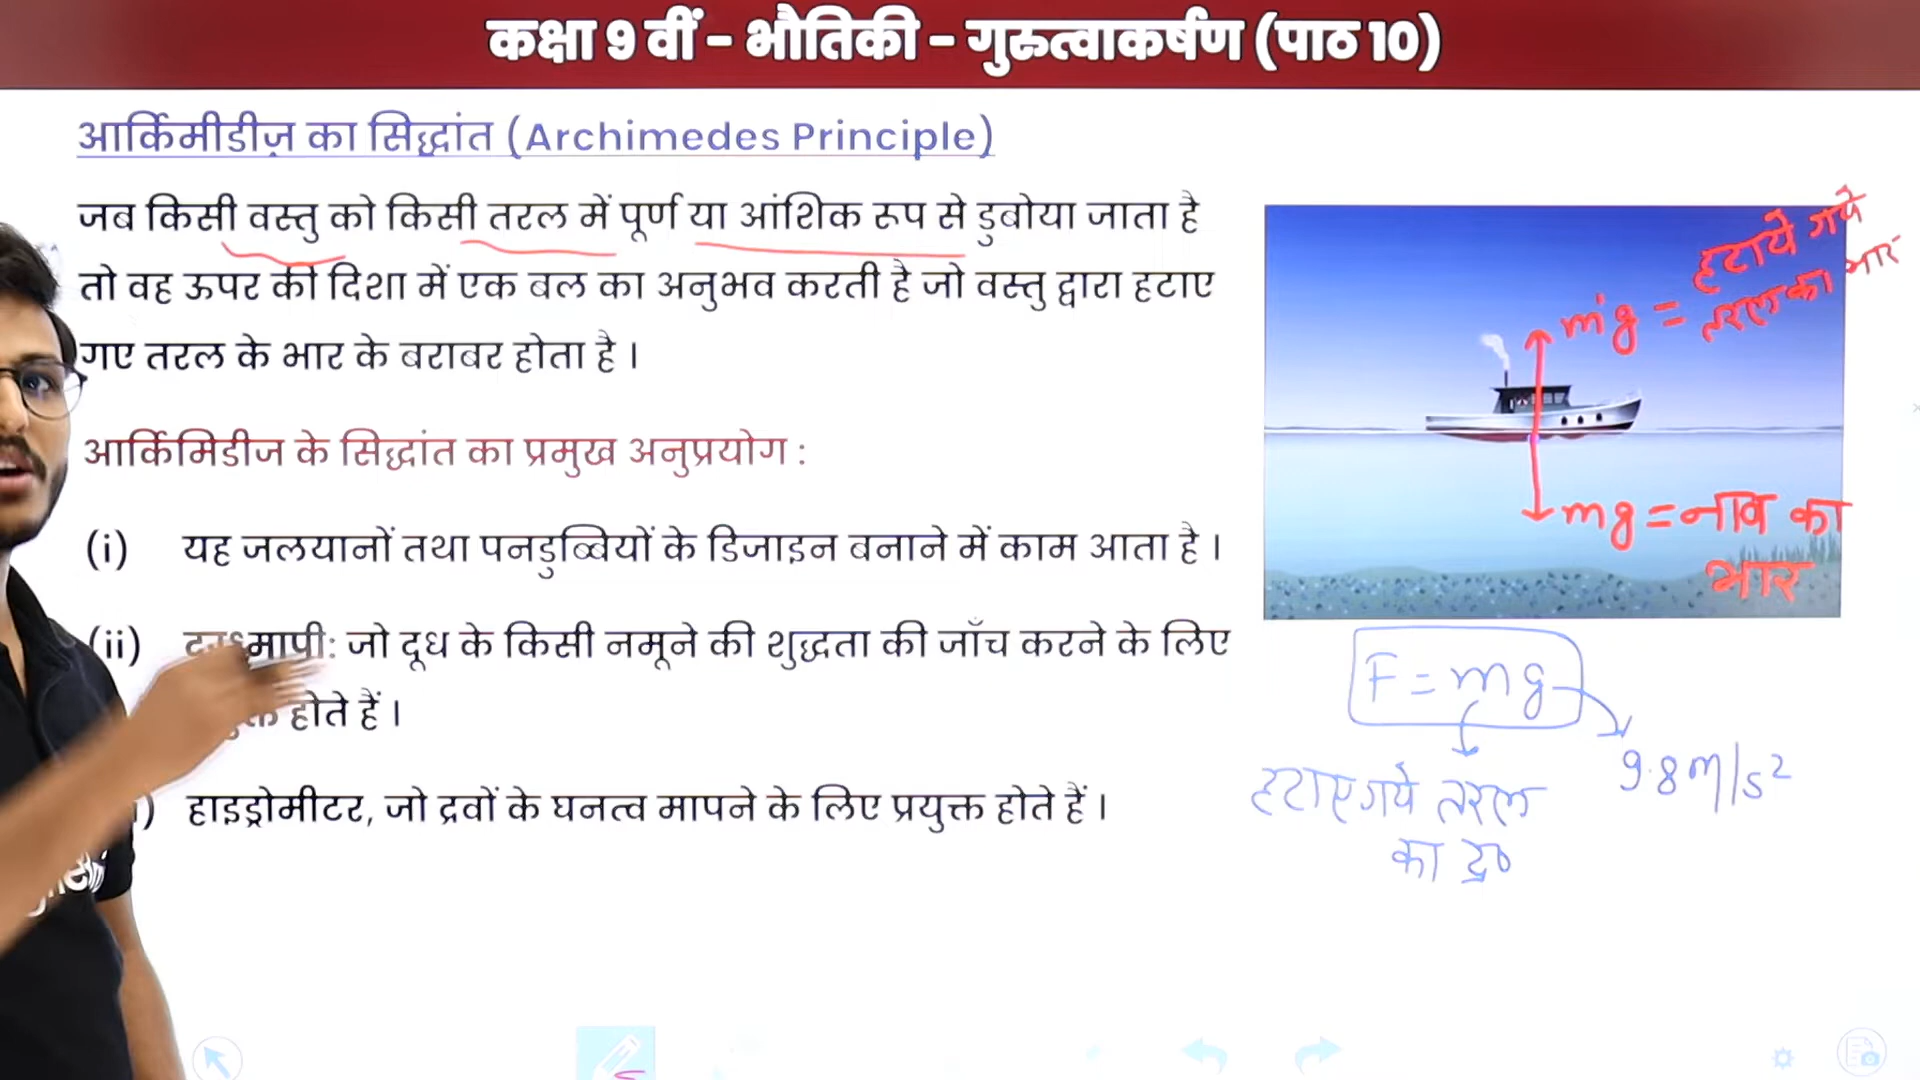 कक्षा 9 वीं – भौतिकी – गुरुत्वाकर्षण (पाठ 10)
आर्किमीडीज़ का सिद्धांत (Archimedes Principle)
जब किसी वस्तु को किसी तरल में पूर्ण या आंशिक रूप से डुबोया जाता है
तो वह ऊपर की दिशा में एक बल का अनुभव करती है जो वस्तु द्वारा हटाए
गए तरल के भार के बराबर होता है ।
आर्किमिडीज के सिद्धांत का प्रमुख अनुप्रयोग :
(i) यह जलयानों तथा पनडुब्बियों के डिजाइन बनाने में काम आता है ।
(ii) जो दूध के किसी नमूने की शुद्धता की जाँच करने के लिए
होते हैं ।
हाइड्रोमीटर, जो द्रवों के घनत्व मापने के लिए प्रयुक्त होते हैं ।
m'g = हटाये गये
तरल का भार
mg = नाव का
भार
F = mg
9.8 m/s²
हटाए गये तरल
का द्र०